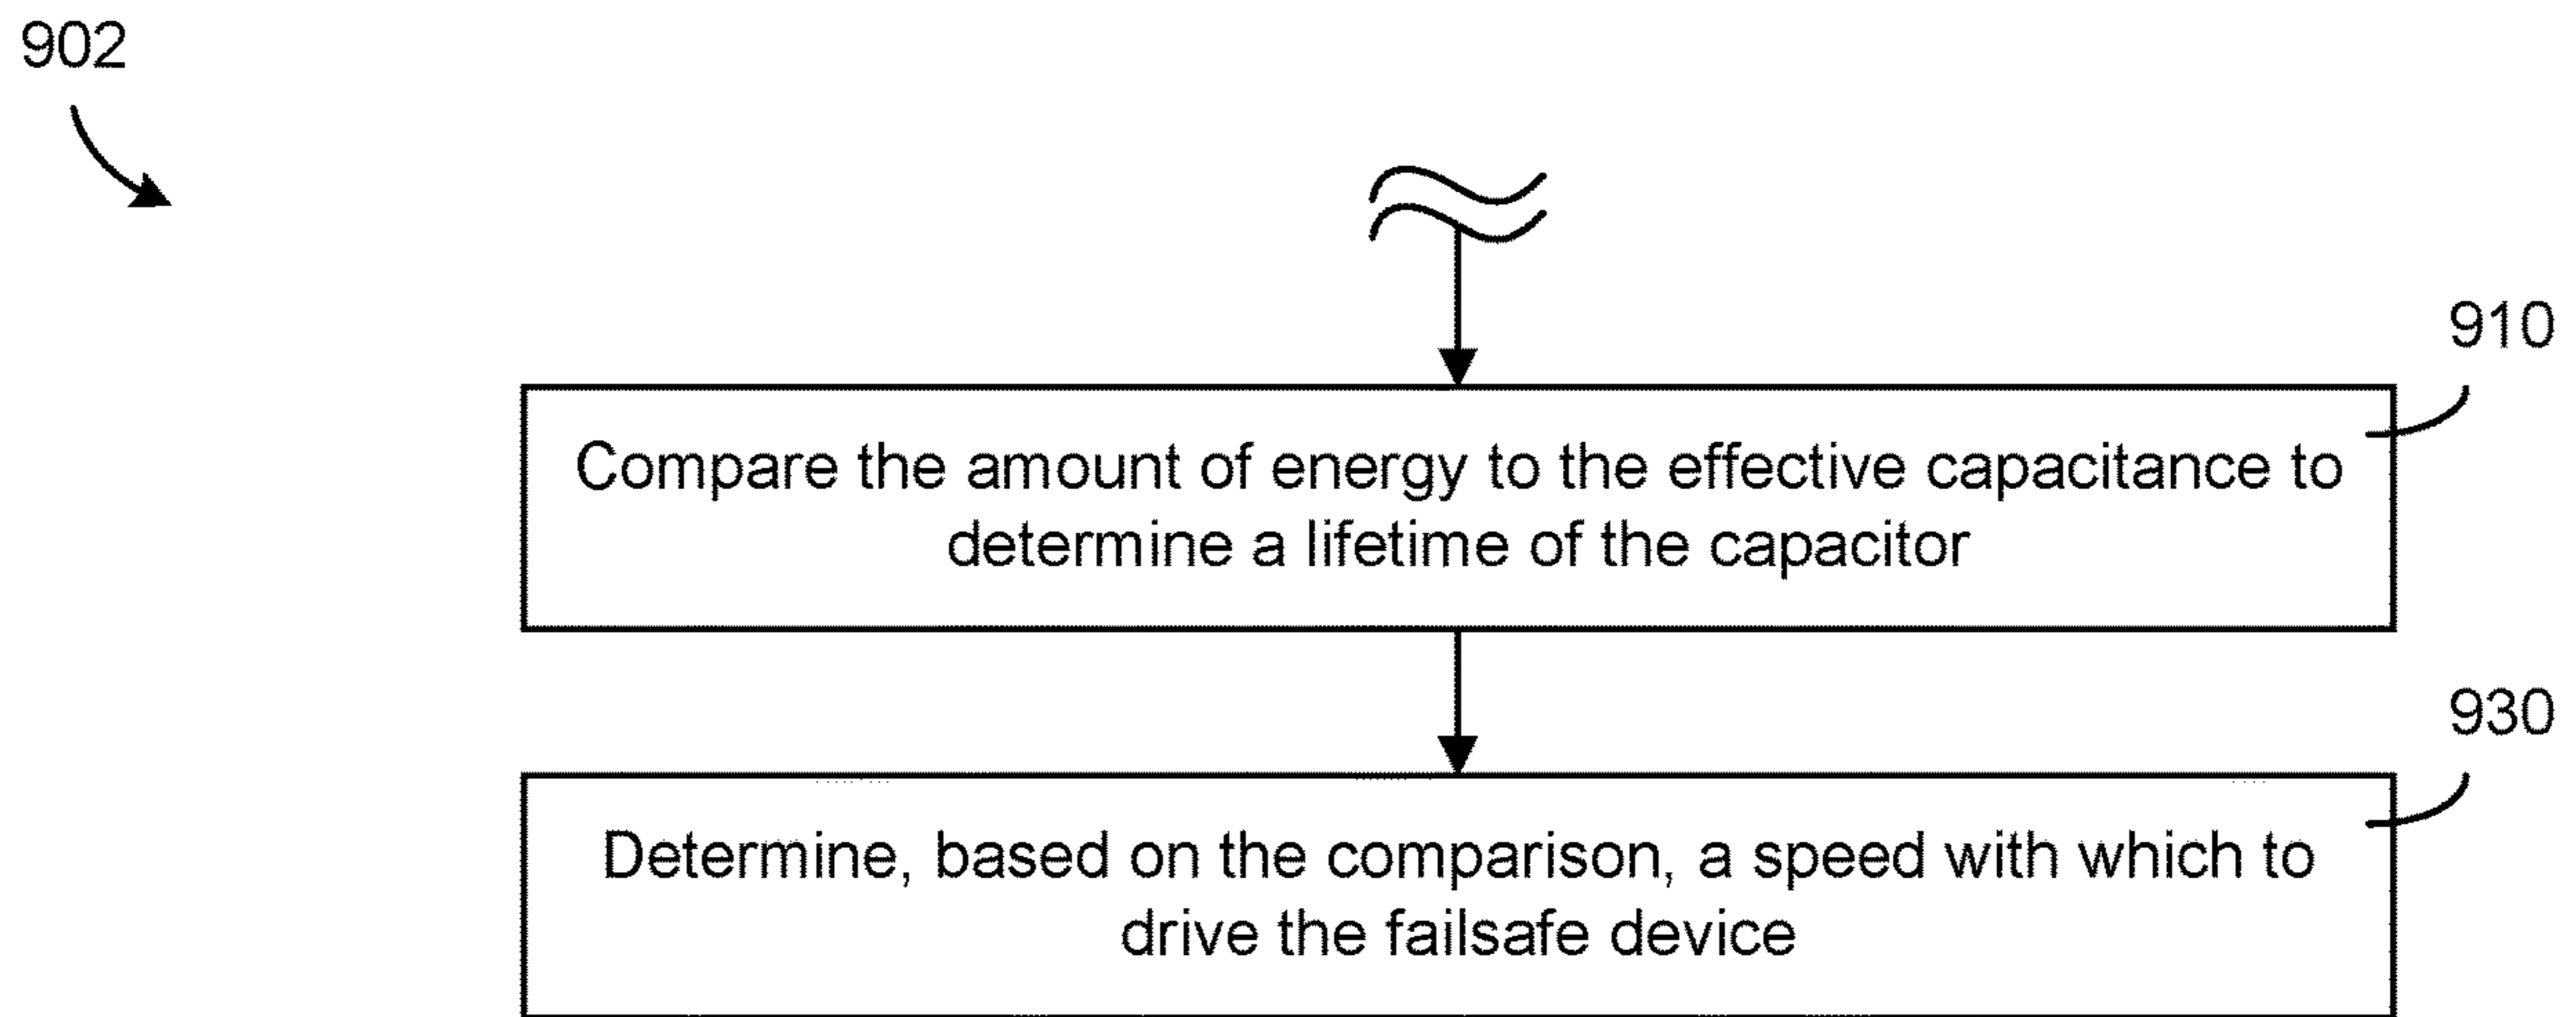 902
910
Compare the amount of energy to the effective capacitance to
determine a lifetime of the capacitor
930
Determine, based on the comparison, a speed with which to
drive the failsafe device